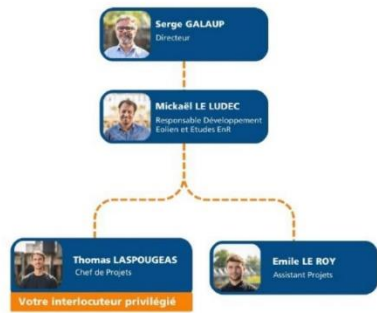 Serge GALAUP
Directeur
Mickaël LE LUDEC
Responsable Développement
Eolien et Etudes EnR
Thomas LASPOUGEAS
Chef de Projets
Votre interlocuteur privilégié
Emile LE ROY
Assistant Projets